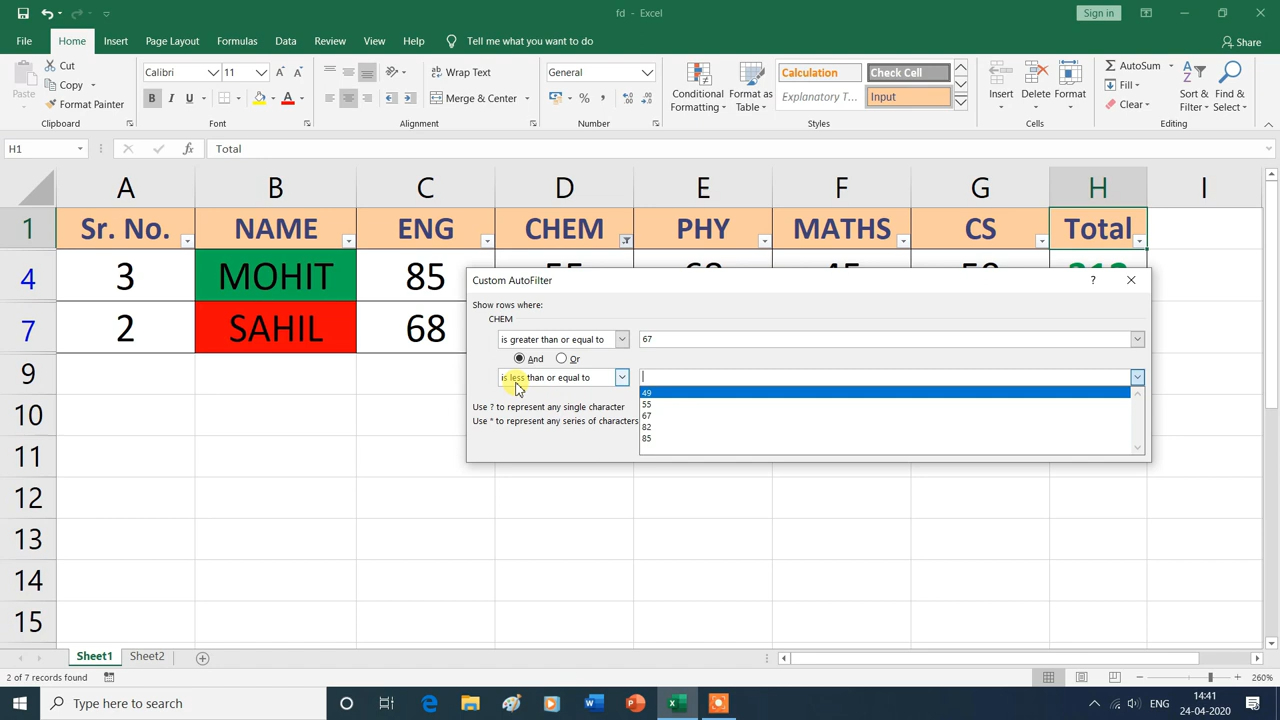 fd - Excel
Sign in
File Home Insert Page Layout Formulas Data Review View Help Tell me what you want to do Share
Paste
Cut
Copy
Format Painter
Clipboard
Calibri 11
B I U
Font
Wrap Text
Merge & Center
Alignment
General
Number
Conditional Formatting
Format as Table
Calculation Check Cell
Explanatory T... Input
Styles
Insert Delete Format
Cells
AutoSum
Fill
Clear
Sort & Filter
Find & Select
Editing
H1 fx Total
A B C D E F G H I
1 Sr. No. NAME ENG CHEM PHY MATHS CS Total
4 3 MOHIT 85
7 2 SAHIL 68
9
10
11
12
13
14
15
Custom AutoFilter
Show rows where:
CHEM
is greater than or equal to 67
And Or
is less than or equal to
49
55
67
82
85
Use ? to represent any single character
Use * to represent any series of characters
Sheet1 Sheet2
2 of 7 records found
260%
Type here to search
ENG
14:41
24-04-2020